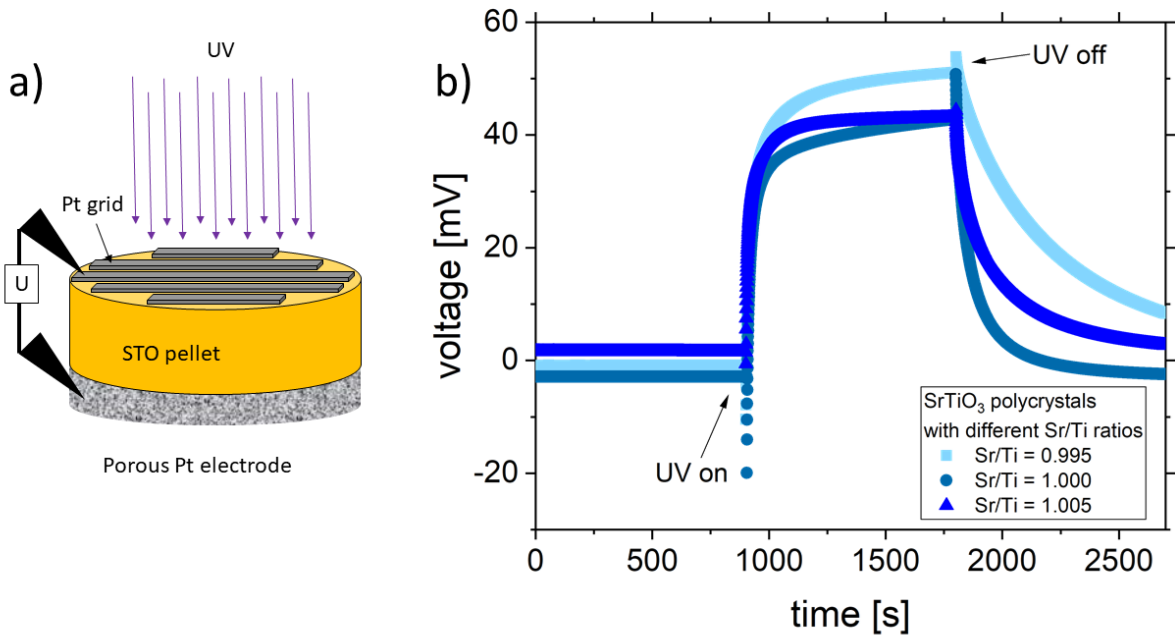 a)
UV
Pt grid
U
STO pellet
Porous Pt electrode
b)
voltage [mV]
60
40
20
0
-20
UV off
UV on
SrTiO₃ polycrystals
with different Sr/Ti ratios
Sr/Ti = 0.995
Sr/Ti = 1.000
Sr/Ti = 1.005
0
500
1000
1500
2000
2500
time [s]